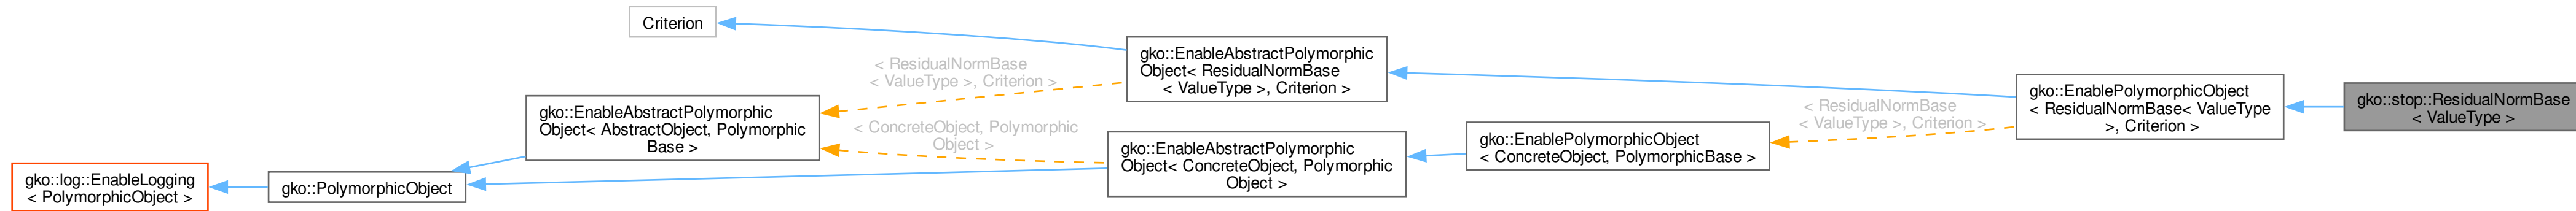 Criterion
gko::EnableAbstractPolymorphic
Object< ResidualNormBase
< ValueType >, Criterion >
< ResidualNormBase
< ValueType >, Criterion >
gko::EnablePolymorphicObject
< ResidualNormBase< ValueType
>, Criterion >
gko::stop::ResidualNormBase
< ValueType >
gko::EnableAbstractPolymorphic
Object< AbstractObject, Polymorphic
Base >
< ResidualNormBase
< ValueType >, Criterion >
< ConcreteObject, Polymorphic
Object >
gko::EnableAbstractPolymorphic
Object< ConcreteObject, Polymorphic
Object >
gko::EnablePolymorphicObject
< ConcreteObject, PolymorphicBase >
gko::log::EnableLogging
< PolymorphicObject >
gko::PolymorphicObject